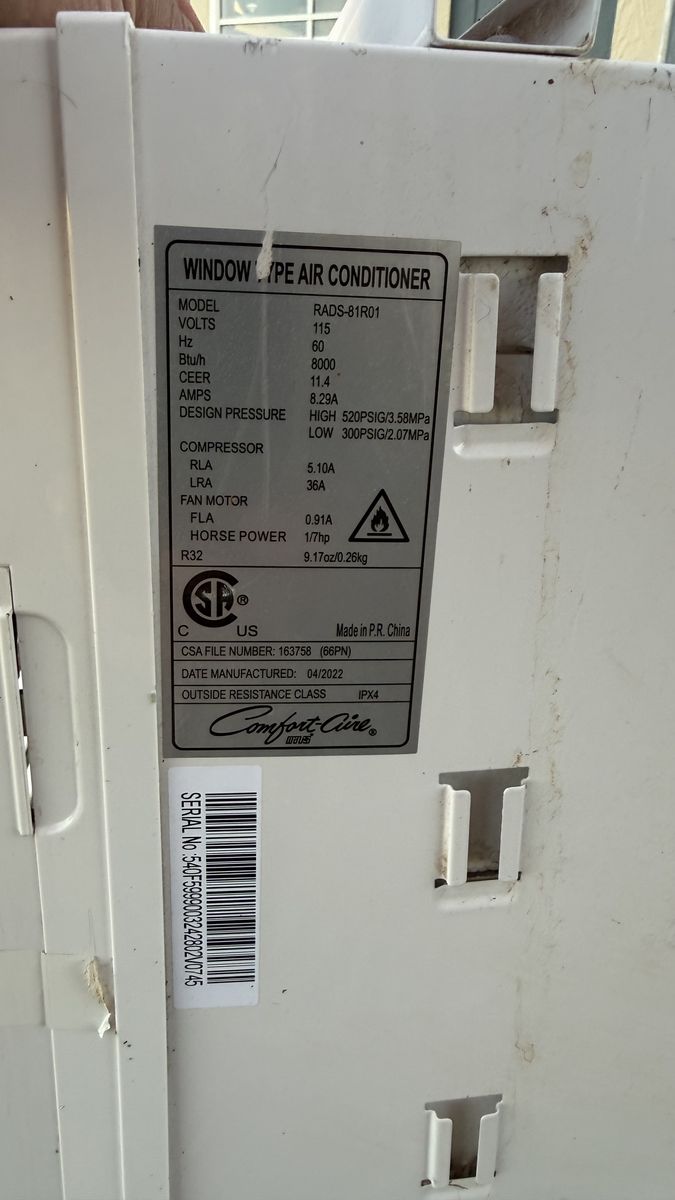 WINDOW TYPE AIR CONDITIONER
MODEL RADS-81R01
VOLTS 115
Hz 60
Btu/h 8000
CEER 11.4
AMPS 8.29A
DESIGN PRESSURE HIGH 520PSIG/3.58MPa
LOW 300PSIG/2.07MPa
COMPRESSOR
RLA 5.10A
LRA 36A
FAN MOTOR
FLA 0.91A
HORSE POWER 1/7hp
R32 9.17oz/0.26kg
CSA ®
C US Made in P.R. China
CSA FILE NUMBER: 163758 (66PN)
DATE MANUFACTURED: 04/2022
OUTSIDE RESISTANCE CLASS IPX4
Comfort-Aire ®
SERIAL No :540F5999003242802V0745